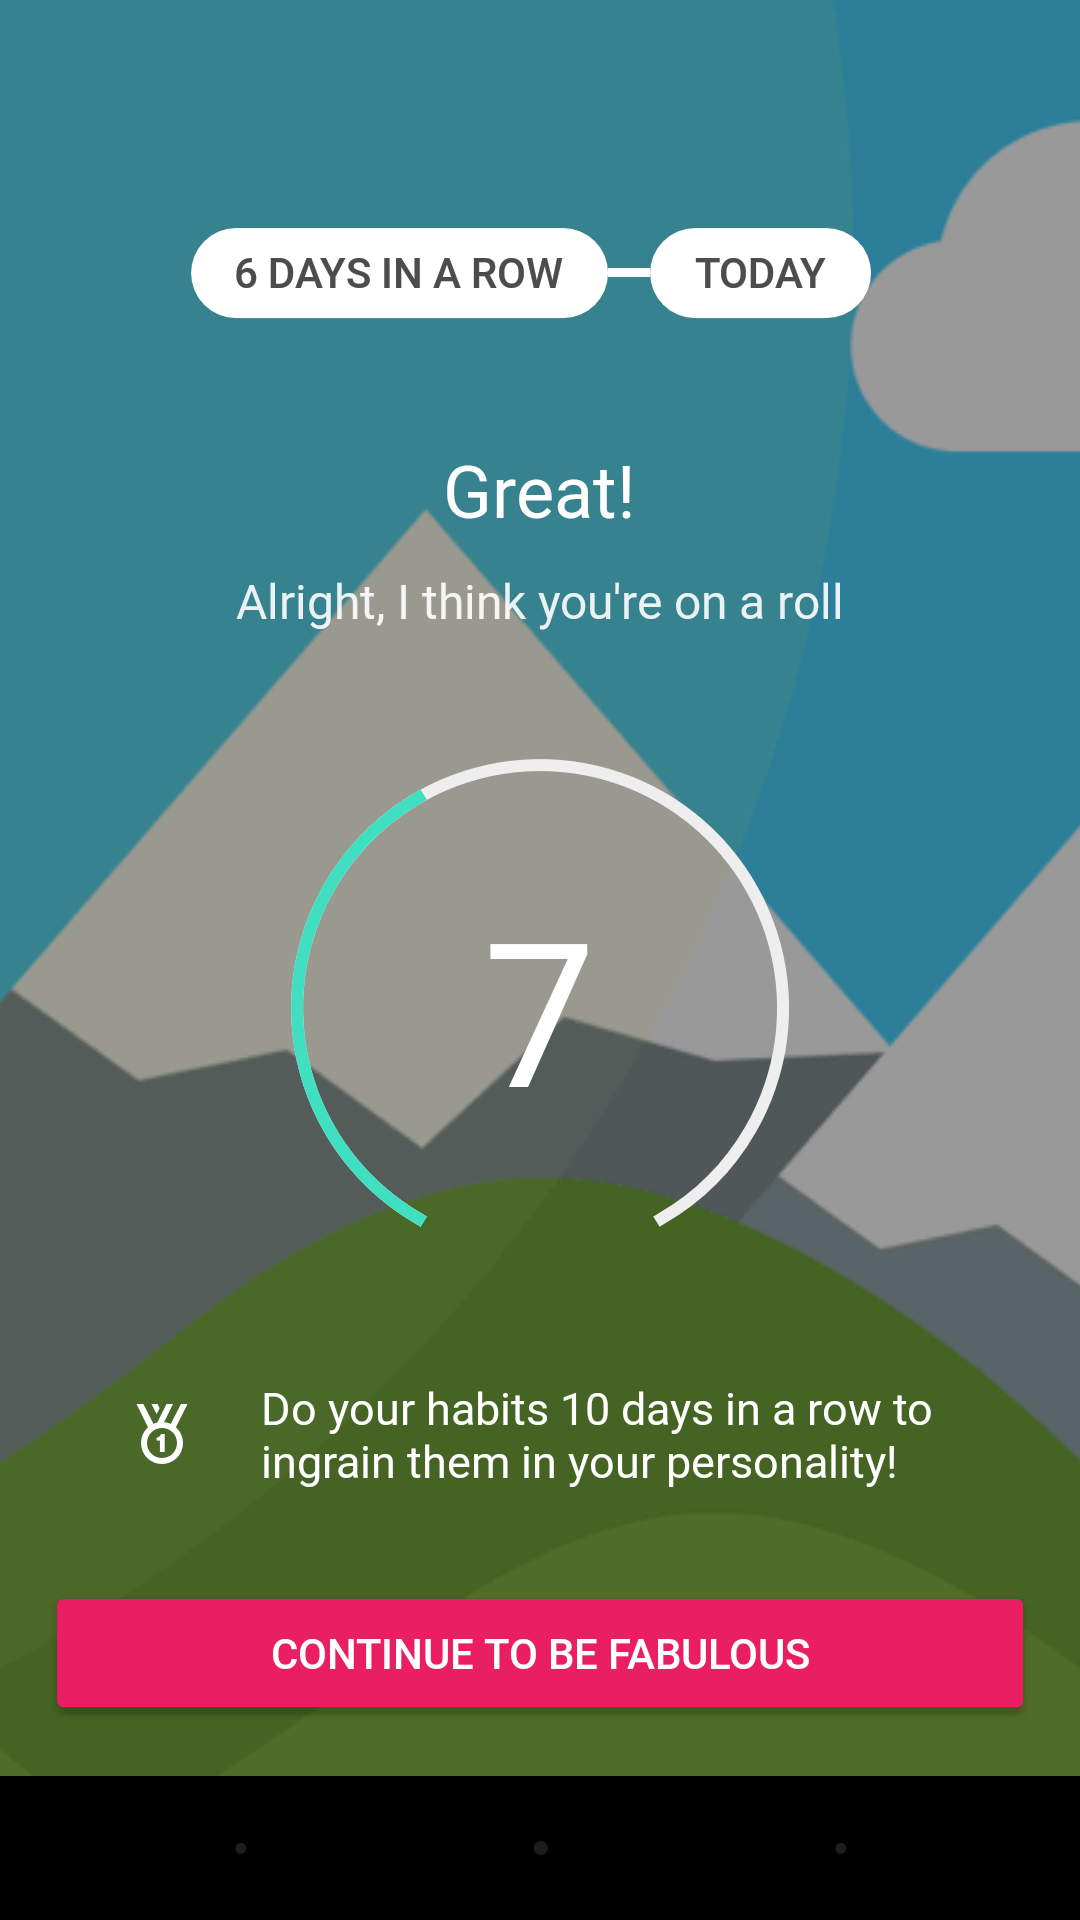 6 DAYS IN A ROW TODAY
Great!
Alright, I think you're on a roll
7
1
Do your habits 10 days in a row to
ingrain them in your personality!
CONTINUE TO BE FABULOUS